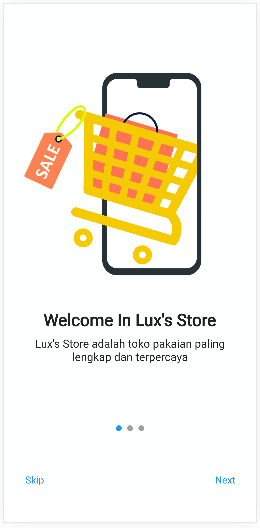 SALE
Welcome In Lux's Store
Lux's Store adalah toko pakaian paling
lengkap dan terpercaya
Skip
Next